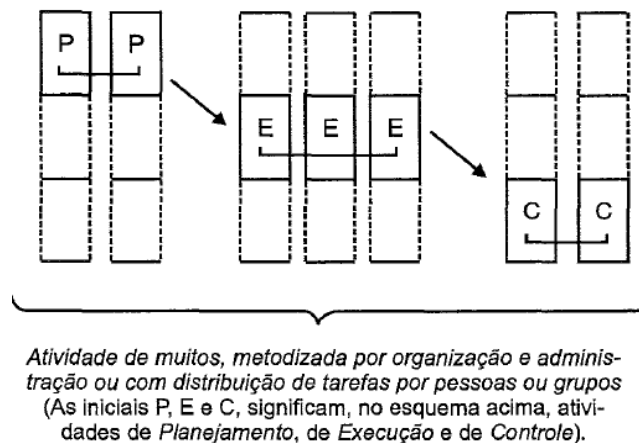 P P
E E E
C C
Atividade de muitos, metodizada por organização e adminis-
tração ou com distribuição de tarefas por pessoas ou grupos
(As iniciais P, E e C, significam, no esquema acima, ativi-
dades de Planejamento, de Execução e de Controle).